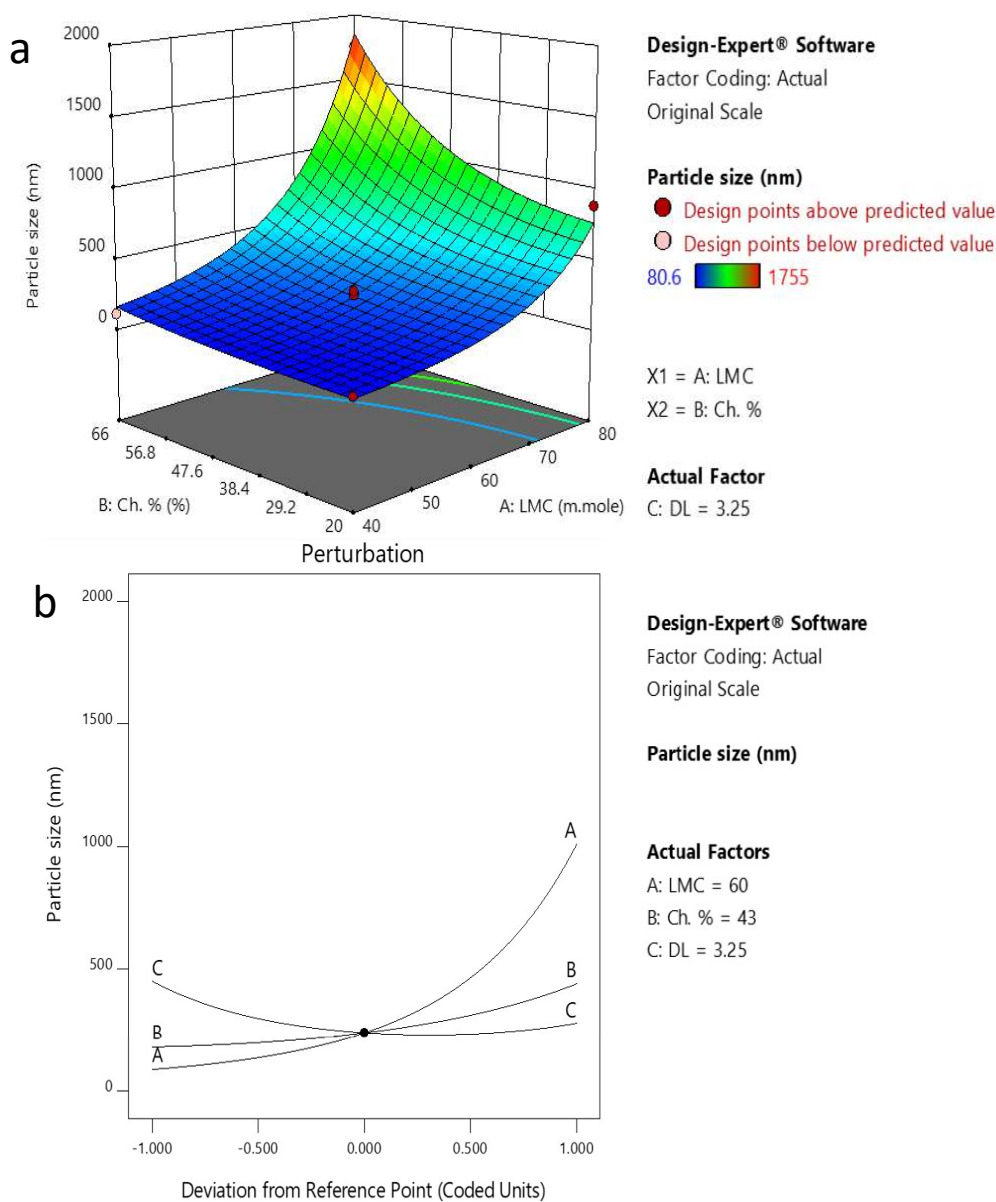 a
2000
1500
1000
500
0
Particle size (nm)
66
56.8
47.6
38.4
29.2
20
B: Ch. % (%)
40
50
60
70
80
A: LMC (m.mole)
Design-Expert® Software
Factor Coding: Actual
Original Scale
Particle size (nm)
Design points above predicted value
Design points below predicted value
80.6 1755
X1 = A: LMC
X2 = B: Ch. %
Actual Factor
C: DL = 3.25
b
Perturbation
2000
1500
1000
500
0
Particle size (nm)
A
B
C
C
B
A
-1.000 -0.500 0.000 0.500 1.000
Deviation from Reference Point (Coded Units)
Design-Expert® Software
Factor Coding: Actual
Original Scale
Particle size (nm)
Actual Factors
A: LMC = 60
B: Ch. % = 43
C: DL = 3.25